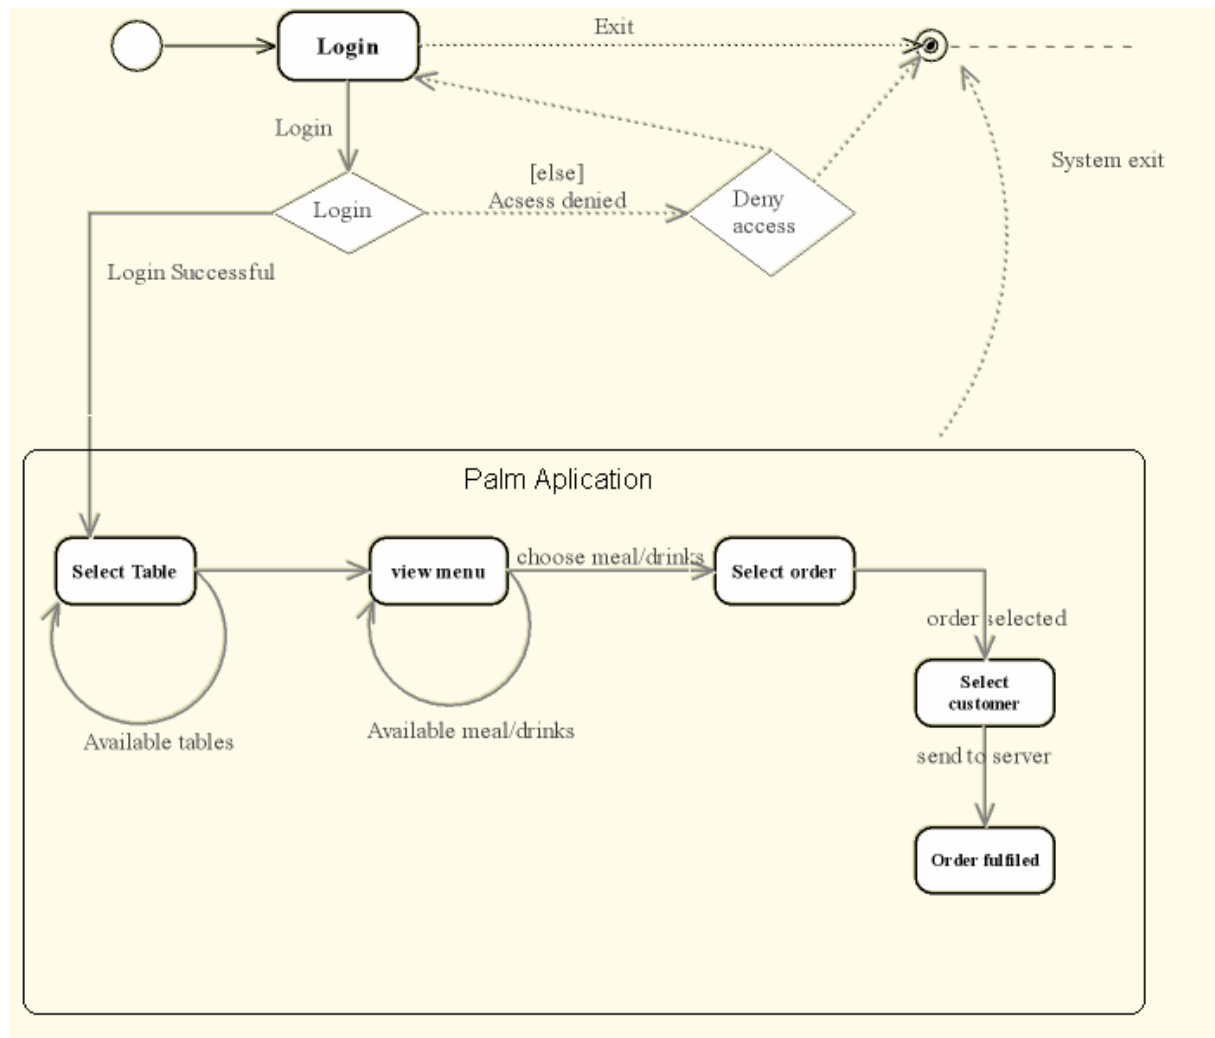 Exit
Login
System exit
Login
[else]
Acsess denied
Login
Deny
access
Login Successful
Palm Aplication
Select Table
view menu
choose meal/drinks
Select order
order selected
Select
customer
Available tables
Available meal/drinks
send to server
Order fulfiled